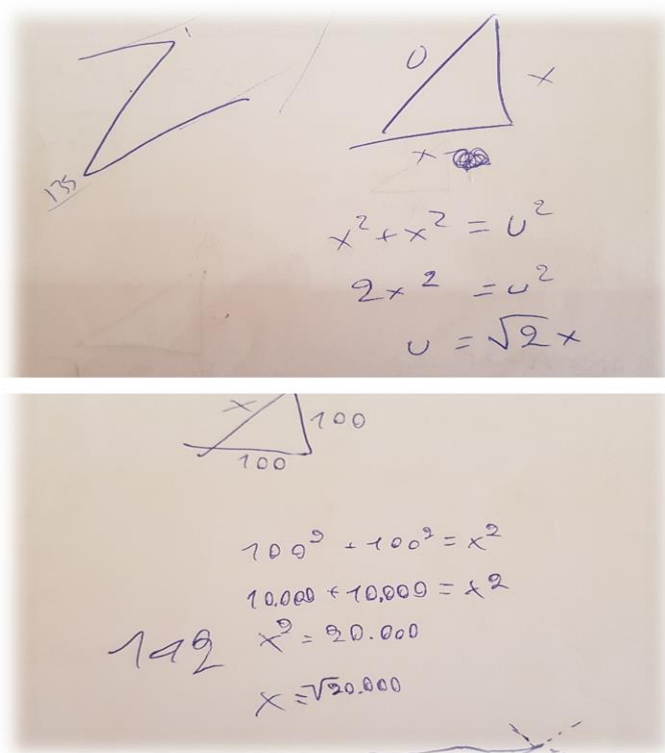 135
U
x
x
x² + x² = U²
2x² = U²
U = √2 x
x
100
100
100² + 100² = x²
10.000 + 10.000 = x²
x² = 20.000
142
x = √20.000